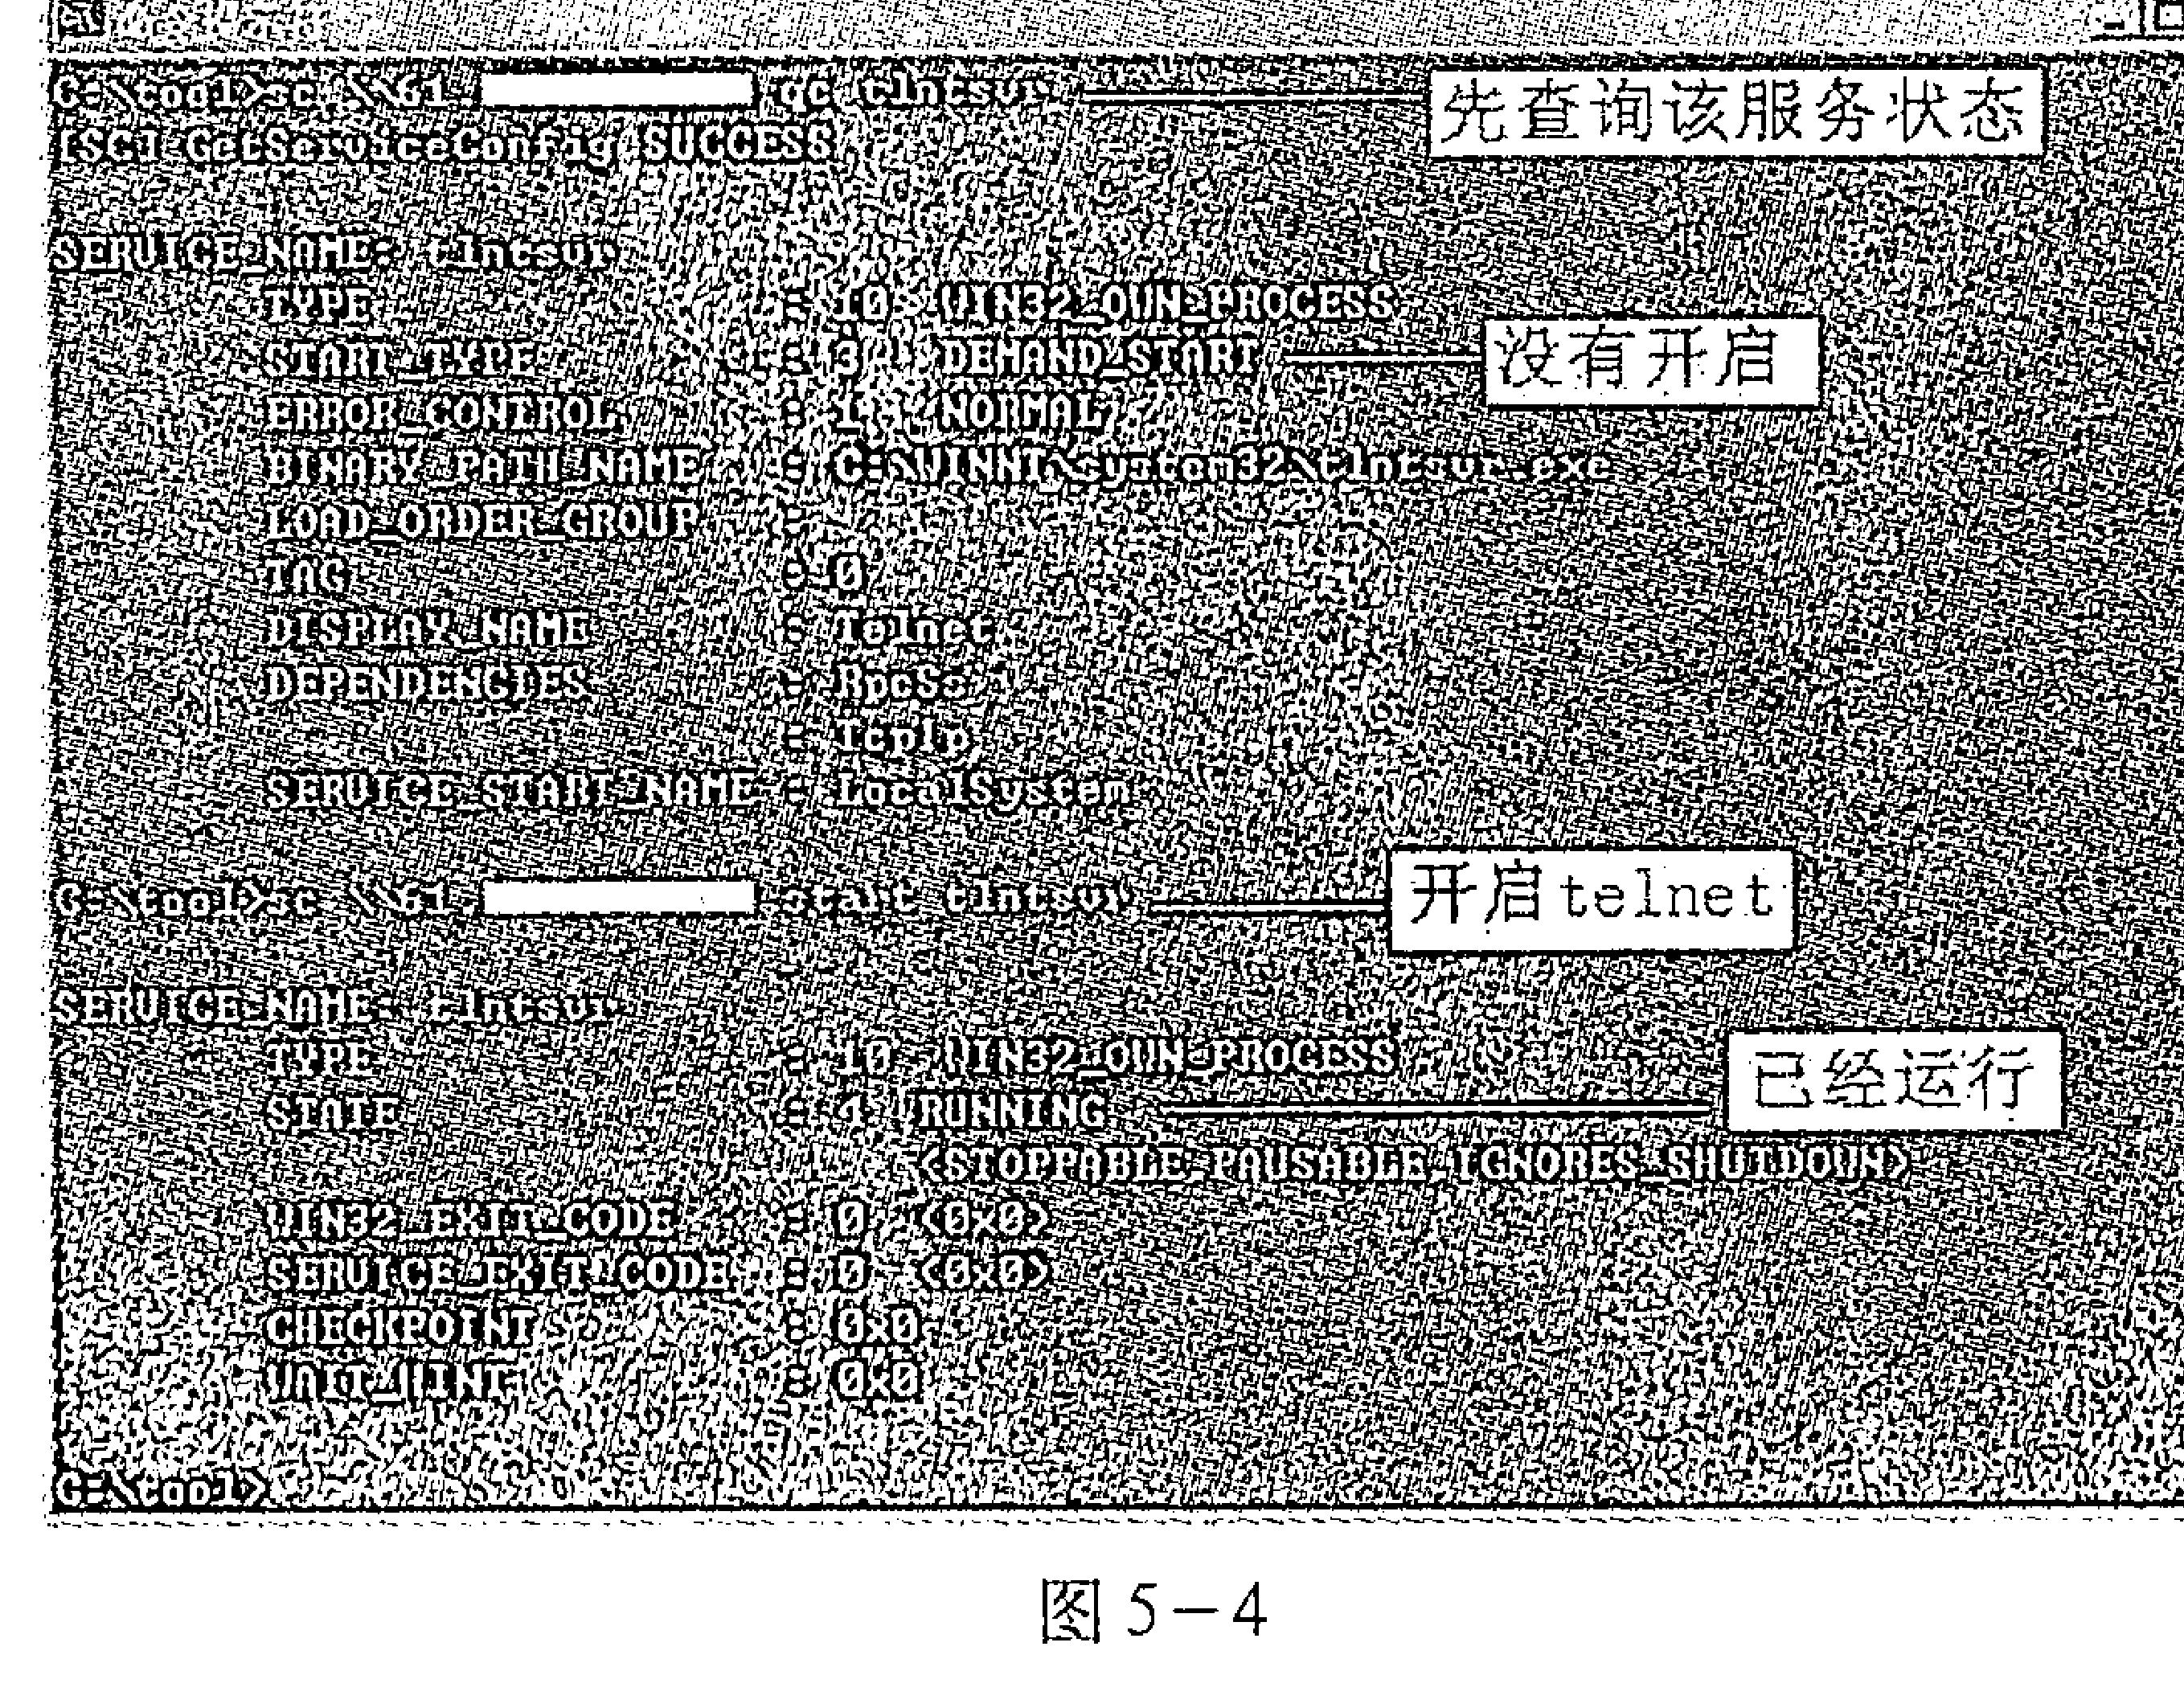 G:\tool>sc \\61. qc tlntsvr 先查询该服务状态
[SC] GetServiceConfig SUCCESS
SERVICE_NAME: tlntsvr
TYPE : 10 WIN32_OWN_PROCESS
START_TYPE : 3 DEMAND_START 没有开启
ERROR_CONTROL : 1 NORMAL
BINARY_PATH_NAME : C:\WINNT\system32\tlntsvr.exe
LOAD_ORDER_GROUP :
TAG : 0
DISPLAY_NAME : Telnet
DEPENDENCIES : RpcSs
: TcpIp
SERVICE_START_NAME : LocalSystem
G:\tool>sc \\61. start tlntsvr 开启telnet
SERVICE_NAME: tlntsvr
TYPE : 10 WIN32_OWN_PROCESS
STATE : 4 RUNNING 已经运行
<STOPPABLE,PAUSABLE,IGNORES_SHUTDOWN>
WIN32_EXIT_CODE : 0 <0x0>
SERVICE_EXIT_CODE : 0 <0x0>
CHECKPOINT : 0x0
WAIT_HINT : 0x0
G:\tool>
图 5-4